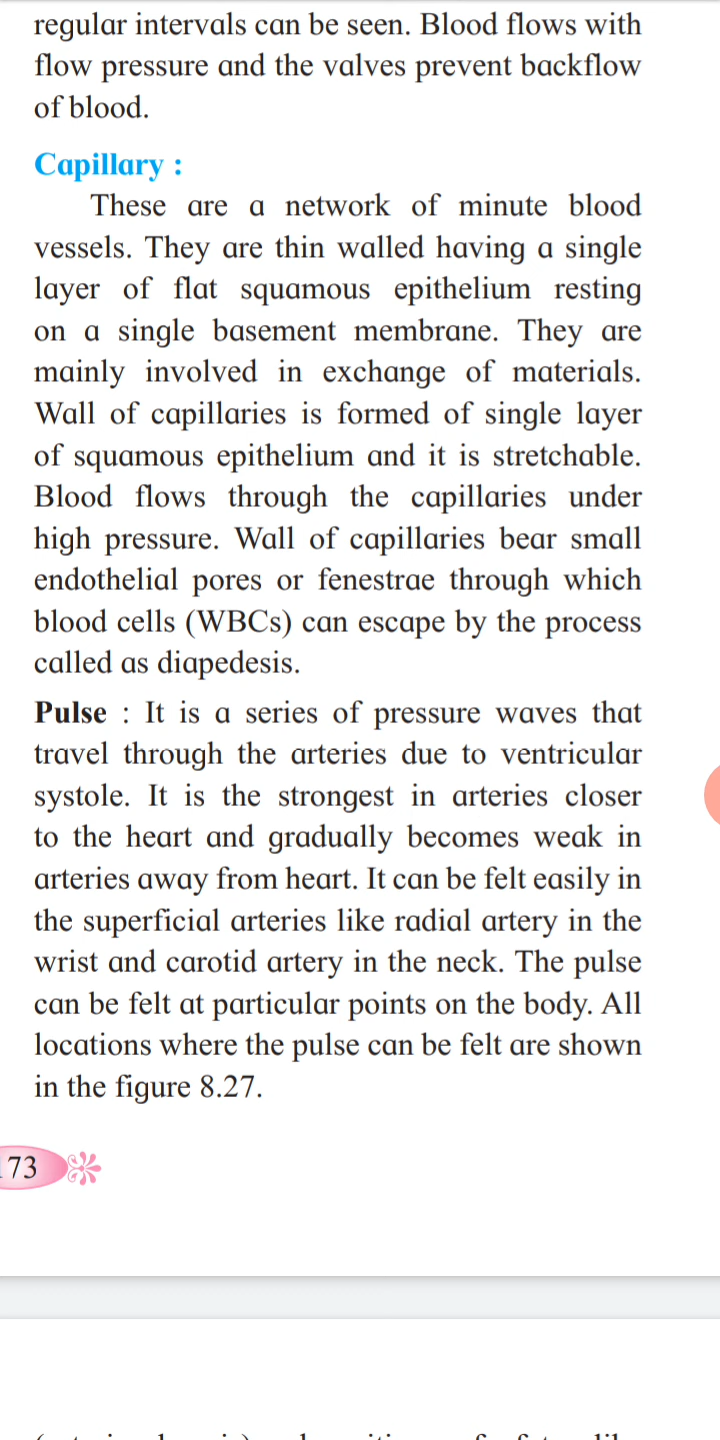 regular intervals can be seen. Blood flows with
flow pressure and the valves prevent backflow
of blood.
Capillary :
These are a network of minute blood
vessels. They are thin walled having a single
layer of flat squamous epithelium resting
on a single basement membrane. They are
mainly involved in exchange of materials.
Wall of capillaries is formed of single layer
of squamous epithelium and it is stretchable.
Blood flows through the capillaries under
high pressure. Wall of capillaries bear small
endothelial pores or fenestrae through which
blood cells (WBCs) can escape by the process
called as diapedesis.
Pulse : It is a series of pressure waves that
travel through the arteries due to ventricular
systole. It is the strongest in arteries closer
to the heart and gradually becomes weak in
arteries away from heart. It can be felt easily in
the superficial arteries like radial artery in the
wrist and carotid artery in the neck. The pulse
can be felt at particular points on the body. All
locations where the pulse can be felt are shown
in the figure 8.27.
73